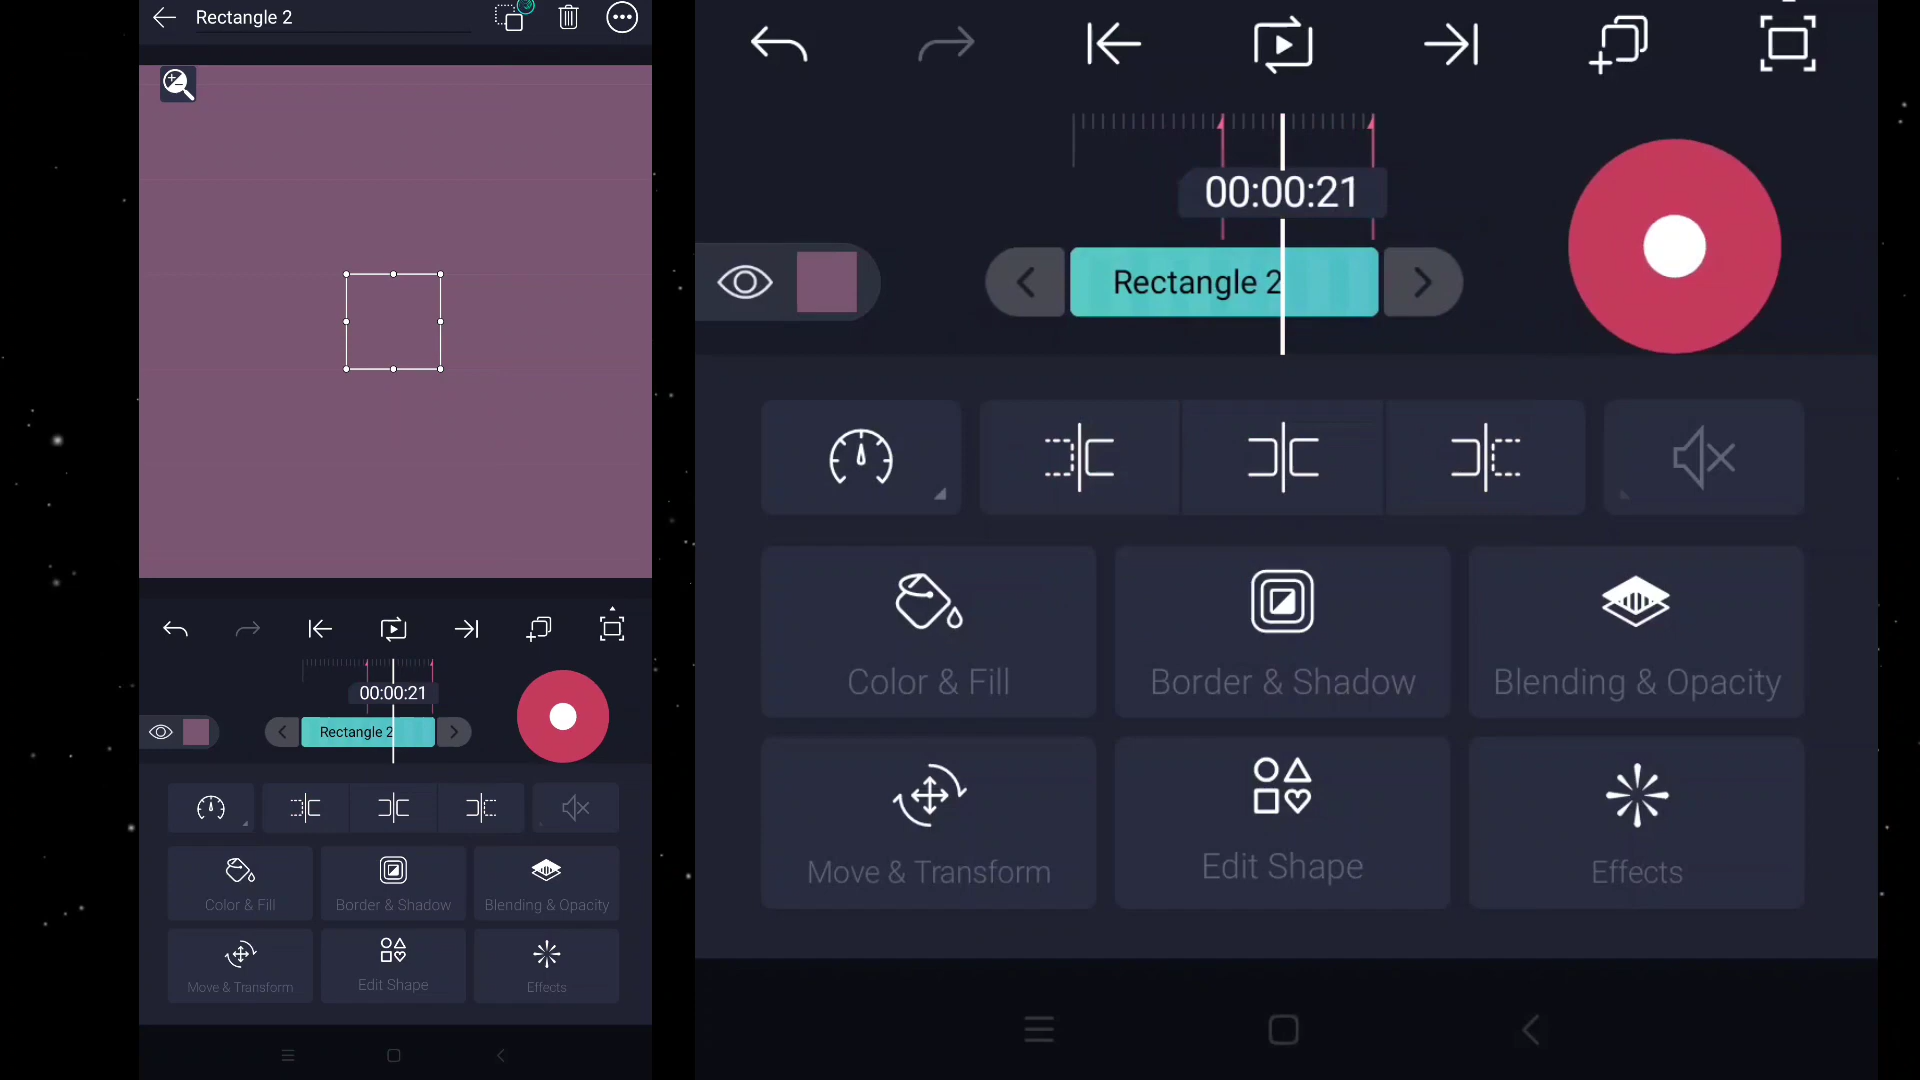 Rectangle 2
00:00:21
Rectangle 2
Color & Fill
Border & Shadow
Blending & Opacity
Move & Transform
Edit Shape
Effects
00:00:21
Rectangle 2
Color & Fill
Border & Shadow
Blending & Opacity
Move & Transform
Edit Shape
Effects